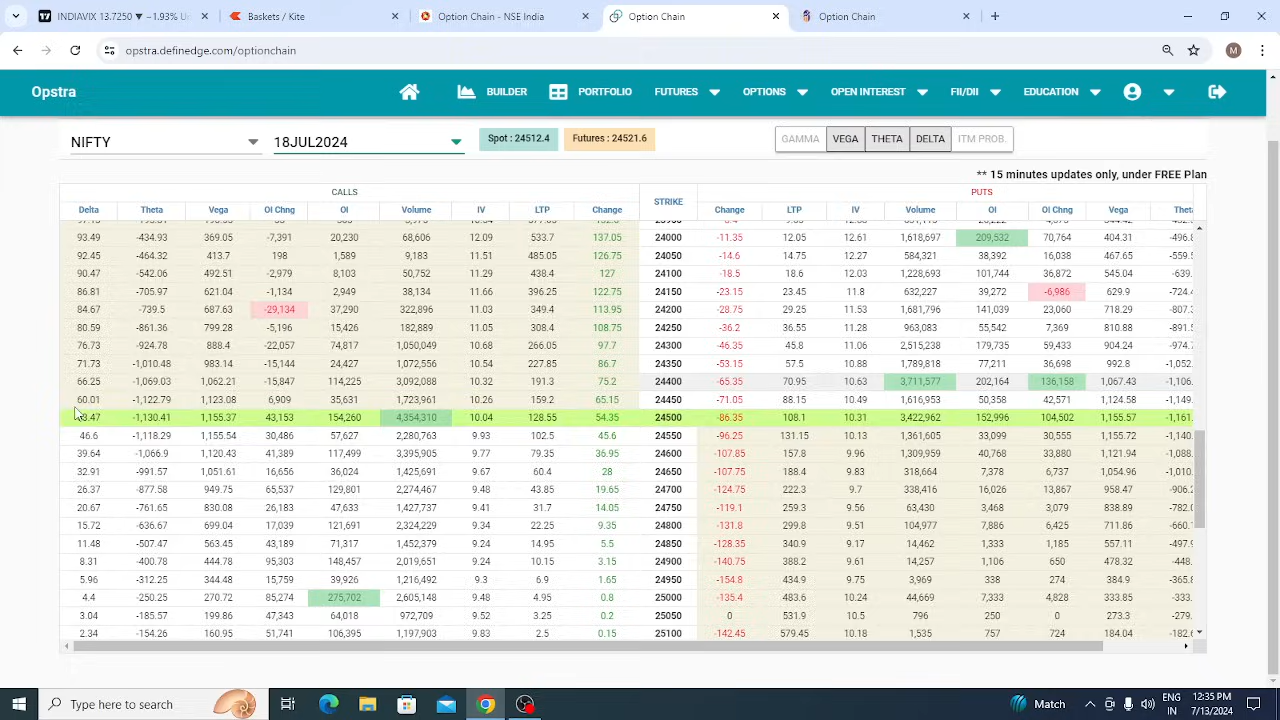 17 India
Markets
Nifty50 - NSE
Optio
Optio
Option Chain
opstra.definedge.com/optionchain
M
Opstra
BUILDER PORTFOLIO FUTURES OPTIONS OPEN INTEREST FII/DII EDUCATION
NIFTY 18JUL2024 Spot : 24512.4 Futures : 24521.6 GAMMA VEGA THETA DELTA ITM PROB.
** 15 minutes updates only, under FREE Plan
CALLS STRIKE PUTS
Delta Theta Vega OI Chng OI Volume IV LTP Change Change LTP IV Volume OI OI Chng Vega Theta
93.49 -434.93 369.05 20,230 68,606 12.09 533.7 137.05 24000 -11.35 12.05 12.61 1,618,697 209,532 70,764 404.31 -496.8
92.45 -464.32 413.7 198 1,589 9,183 11.51 485.05 126.75 24050 -14.6 14.75 12.27 584,321 38,392 16,038 467.65
90.47 -542.06 492.51 -2,979 8,103 50,752 11.29 438.4 127 24100 -18.5 18.6 12.03 1,228,693 101,744 36,872 545.04 -639.
86.81 -705.97 621.04 -1,134 2,949 38,134 11.66 396.25 122.75 24150 -23.15 23.45 11.8 632,227 39,272 -6,986 629.9 -724.
84.67 -739.5 687.63 -29,134 37,290 322,896 11.03 349.4 113.95 24200 -28.75 29.25 11.53 1,681,796 141,039 23,060 718.29 -807.
80.59 -861.36 799.28 -5,196 15,426 182,889 11.05 308.4 108.75 24250 -36.2 36.55 11.28 963,083 55,542 7,369 810.88 -891.
76.73 -924.78 888.4 -22,057 74,817 1,050,049 10.68 266.05 97.7 24300 -46.35 45.8 11.06 2,515,238 179,735 59,433 904.24 -974.
71.73 -1,010.48 983.14 -15,144 24,427 1,072,556 10.54 227.85 86.7 24350 -53.15 57.5 10.88 1,789,818 77,211 36,698 992.8 -1,052
66.25 -1,069.03 1,062.21 -15,847 114,225 3,092,088 10.32 191.3 75.2 24400 -65.35 70.95 10.63 3,711,577 202,164 136,158 1,067.43 -1,106
60.01 -1,122.79 1,123.08 6,909 35,631 1,723,961 10.26 159.2 65.15 24450 -71.05 88.15 10.49 1,616,953 50,358 42,571 1,124.58 -1,149
-1,130.41 1,155.37 43,153 154,260 4,354,310 10.04 128.55 54.35 24500 -86.35 108.1 10.31 3,422,962 152,996 104,502 1,155.57 -1,161
46.6 -1,118.29 1,155.54 30,486 57,627 2,280,763 9.93 102.5 45.6 24550 -96.25 131.15 10.13 1,361,605 33,099 30,555 1,155.72 -1,140
39.64 -1,066.9 1,120.43 41,389 117,499 3,395,905 9.77 79.35 36.95 24600 -107.85 157.8 9.96 1,309,959 40,768 33,880 1,121.94 -1,088
32.91 -991.57 1,051.61 16,656 36,024 1,425,691 9.67 60.4 28 24650 -107.75 188.4 9.83 318,664 7,378 6,737 1,054.96 -1,010
26.37 -877.58 949.75 65,537 129,801 2,274,467 9.48 43.85 19.65 24700 -124.75 222.3 9.7 338,416 16,026 13,867 958.47 -906.
20.67 -761.65 830.08 26,183 47,633 1,427,737 9.41 31.7 14.05 24750 -119.1 259.3 9.56 63,430 3,468 3,079 838.89 -782.
15.72 -636.67 699.04 17,039 121,691 2,324,229 9.34 22.25 9.35 24800 -131.8 299.8 9.51 104,977 7,886 6,425 711.86 -660.
11.48 -507.47 563.45 43,189 71,317 1,452,379 9.24 14.95 5.5 24850 -128.35 340.9 9.17 14,462 1,333 1,185 557.11
8.31 -400.78 444.78 95,303 148,457 2,019,651 9.24 10.15 3.15 24900 -140.75 388.2 9.61 14,257 1,106 650 478.32 -448.
5.96 -312.25 344.48 15,759 39,926 1,216,492 9.3 6.9 1.65 24950 -154.8 434.9 9.75 3,969 338 274 384.9
4.4 -250.25 270.72 85,274 275,702 2,605,148 9.48 4.95 0.8 25000 -135.4 483.6 10.24 44,669 7,333 4,828 333.85
3.04 -185.57 199.86 47,343 64,018 972,709 9.52 3.25 0.2 25050 0 531.9 10.5 796 250 0 273.3 -279.
2.34 -154.26 160.95 51,741 106,395 1,197,903 9.83 2.5 0.15 25100 -142.45 579.45 10.18 1,535 757 724 184.04
Type here to search
Match
ENG
IN
12:35 PM
7/13/2024